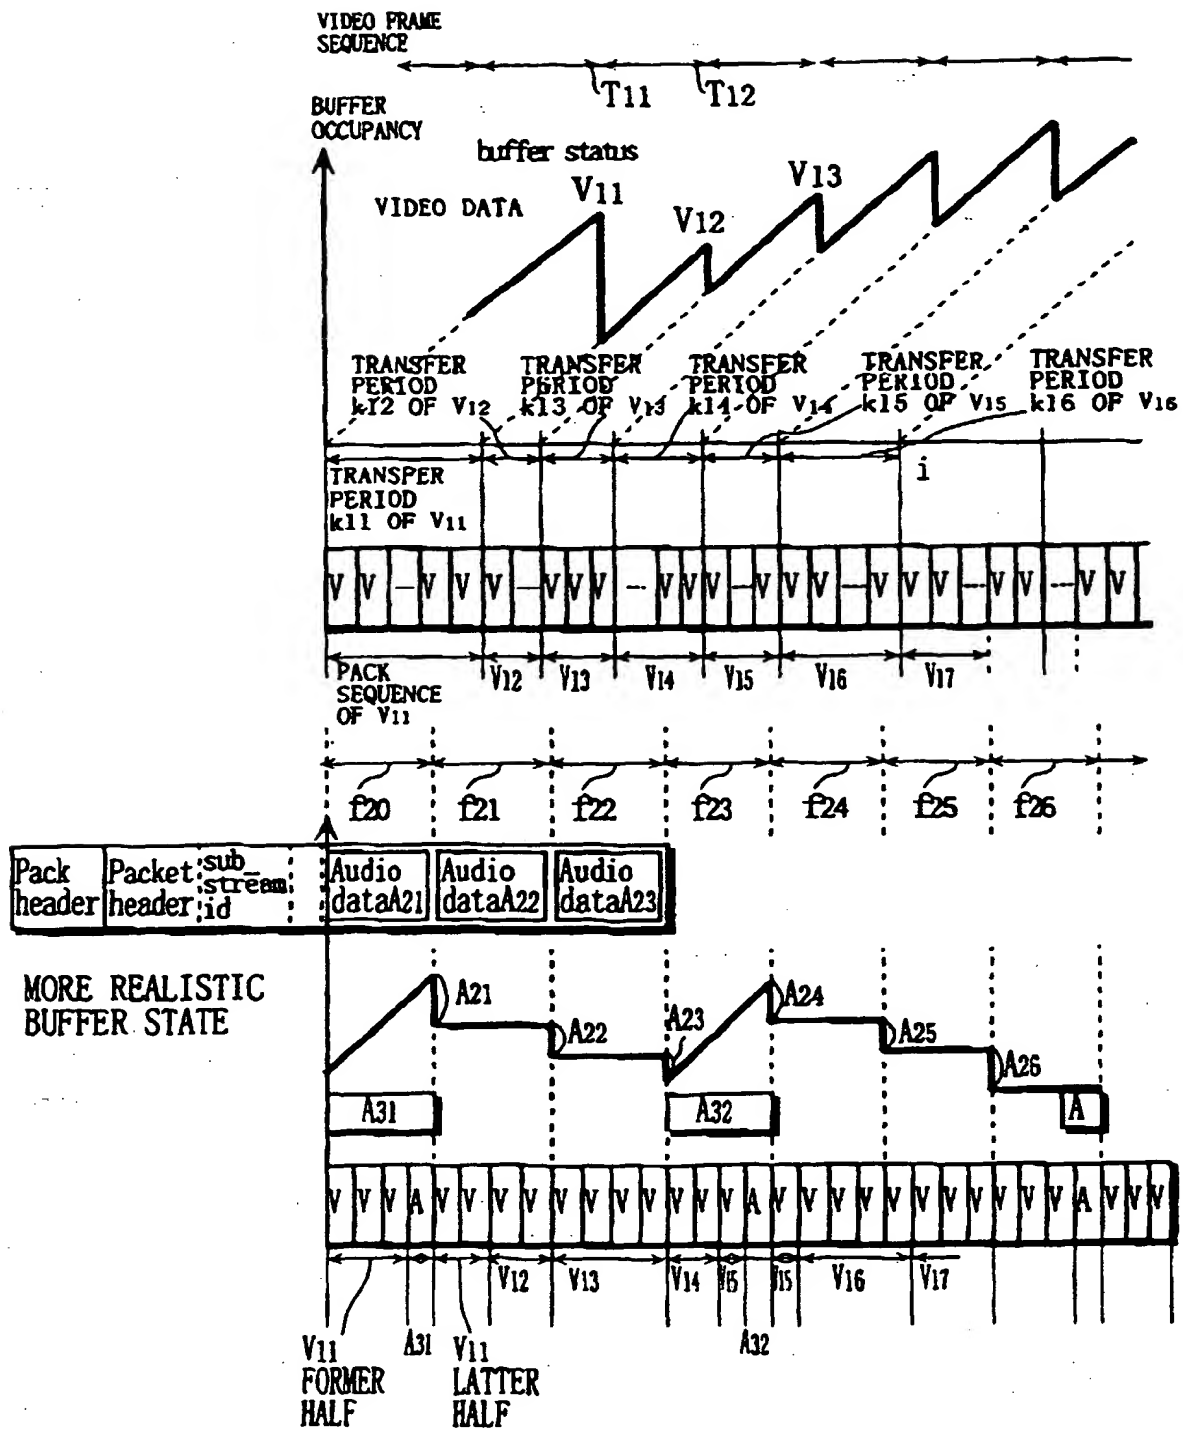 VIDEO FRAME
SEQUENCE
T11 T12
BUFFER
OCCUPANCY
buffer status
V11 V12 V13
VIDEO DATA
TRANSFER
PERIOD
k12 OF V12
TRANSFER
PERIOD
k13 OF V13
TRANSFER
PERIOD
k14 OF V14
TRANSFER
PERIOD
k15 OF V15
TRANSFER
PERIOD
k16 OF V16
i
TRANSFER
PERIOD
k11 OF V11
V V — V V V — V V V --- V V V — V V V — V V V --- V V --- V V
PACK
SEQUENCE
OF V11
V12 V13 V14 V15 V16 V17
f20 f21 f22 f23 f24 f25 f26
Pack
header
Packet
header
sub_
stream
id
Audio
dataA21
Audio
dataA22
Audio
dataA23
MORE REALISTIC
BUFFER STATE
A21 A22 A23 A24 A25 A26
A31 A32 A
V V V A V V V V V V V V V V V A V V V V V V V V V V V A V V V
V12 V13 V14 V15 V15 V16 V17
V11
FORMER
HALF
A31
V11
LATTER
HALF
A32